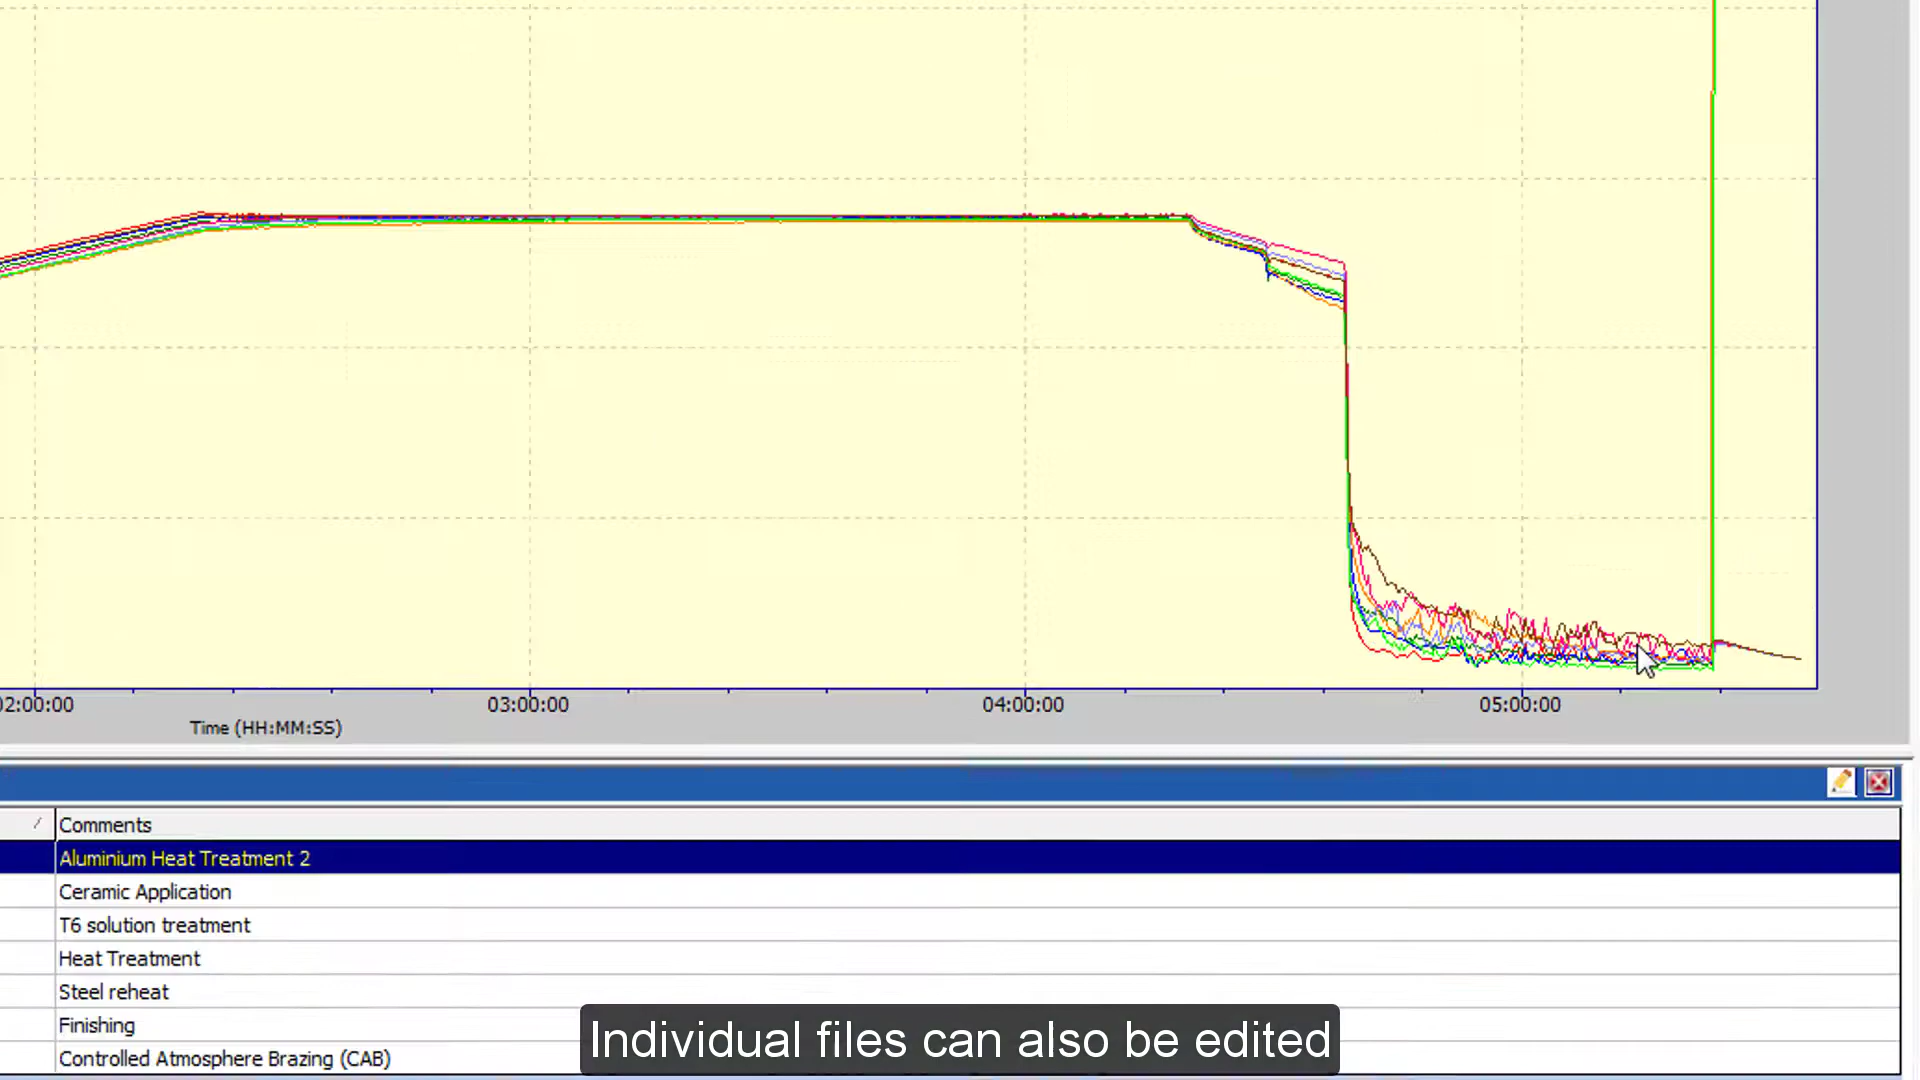 02:00:00 03:00:00 04:00:00 05:00:00
Time (HH:MM:SS)
Comments
Aluminium Heat Treatment 2
Ceramic Application
T6 solution treatment
Heat Treatment
Steel reheat
Finishing
Controlled Atmosphere Brazing (CAB)
Individual files can also be edited